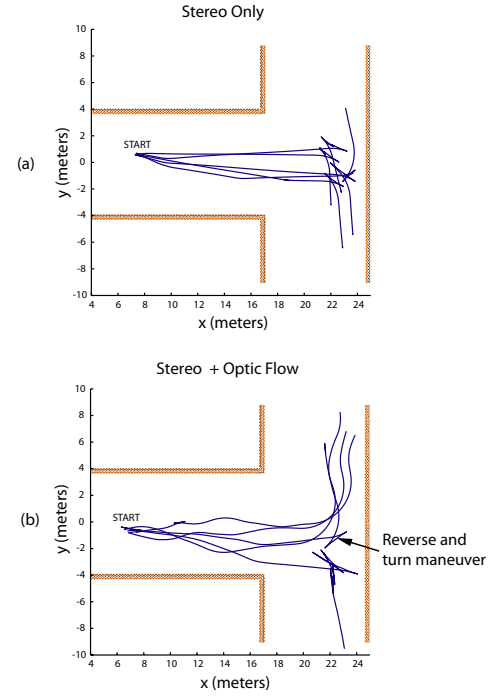 Stereo Only
10
8
6
4
2
0
-2
-4
-6
-8
-10
y (meters)
(a)
START
4 6 8 10 12 14 16 18 20 22 24
x (meters)
Stereo + Optic Flow
10
8
6
4
2
0
-2
-4
-6
-8
-10
y (meters)
(b)
START
Reverse and
turn maneuver
4 6 8 10 12 14 16 18 20 22 24
x (meters)